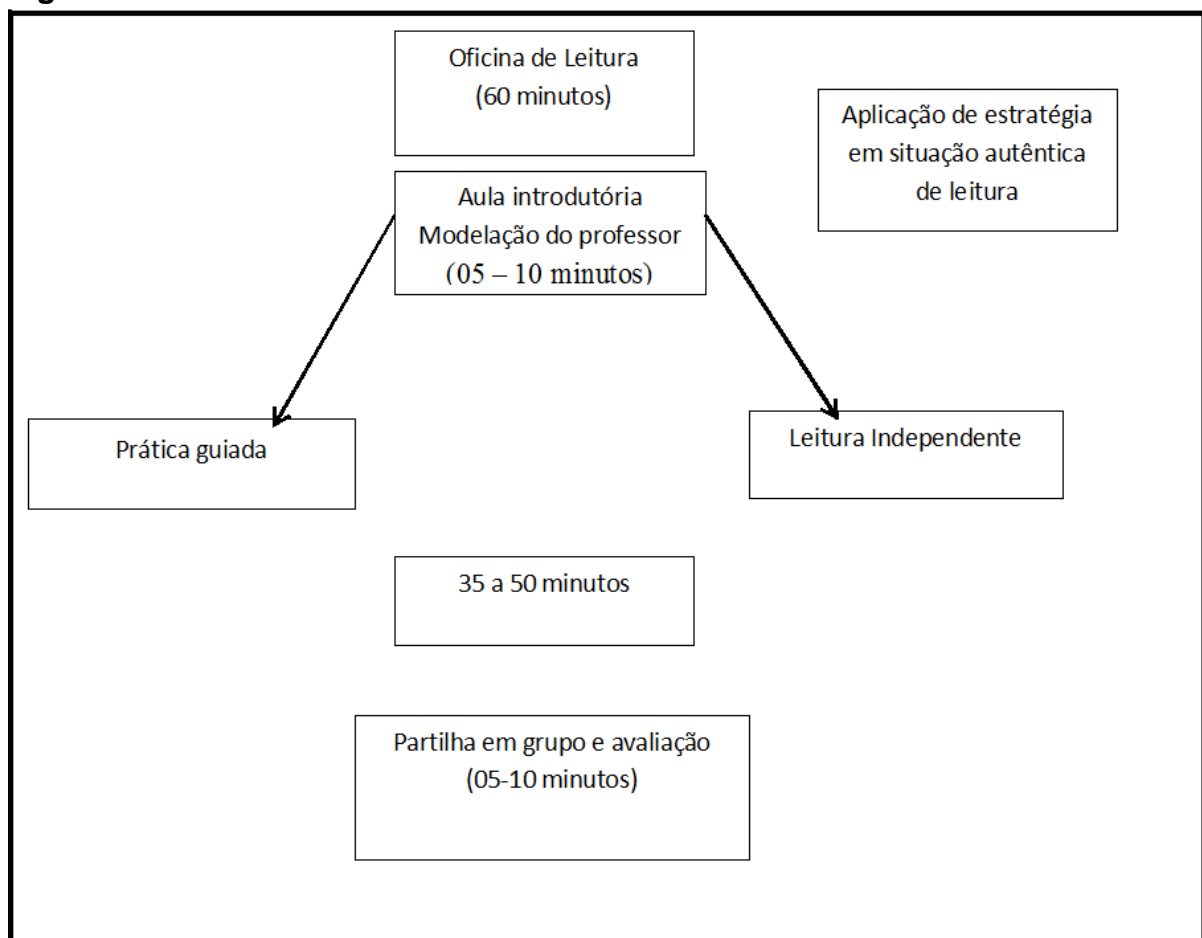 Oficina de Leitura
(60 minutos)
Aplicação de estratégia
em situação autêntica
de leitura
Aula introdutória
Modelação do professor
(05 – 10 minutos)
Prática guiada
Leitura Independente
35 a 50 minutos
Partilha em grupo e avaliação
(05-10 minutos)